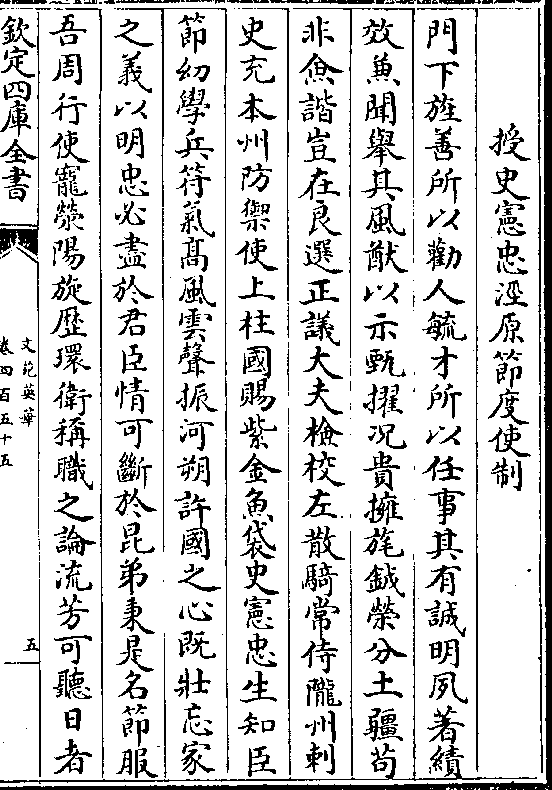 授史憲忠涇原節度使制
門下旌善所以勸人毓才所以任事其有誠明夙著績
效兼聞舉其風猷以示甄擢况貴擁旄鉞榮分土疆苟
非僉諧豈在良選正議大夫檢校左散騎常侍隴州刺
史充本州防禦使上柱國賜紫金魚袋史憲忠生知臣
節幼學兵符氣髙風雲聲振河朔許國之心既壯忘家
之義以明忠必盡於君臣情可斷於昆弟秉是名節服
吾周行使寵滎陽旋歴環衛稱職之論流芳可聽日者
欽定四庫全書
文苑英華
卷四百五十五
五